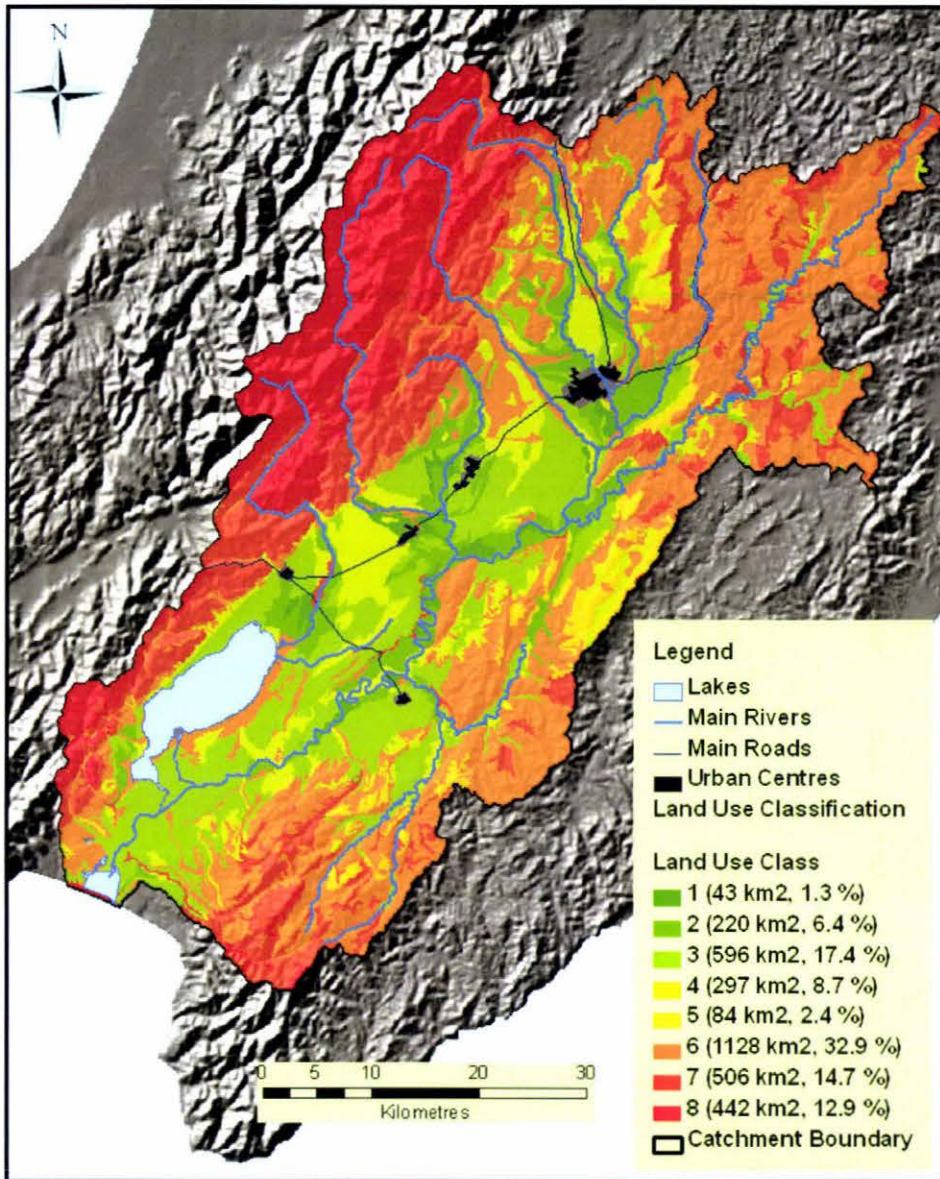 N
Legend
Lakes
Main Rivers
Main Roads
Urban Centres
Land Use Classification
Land Use Class
1 (43 km2, 1.3 %)
2 (220 km2, 6.4 %)
3 (596 km2, 17.4 %)
4 (297 km2, 8.7 %)
5 (84 km2, 2.4 %)
6 (1128 km2, 32.9 %)
7 (506 km2, 14.7 %)
8 (442 km2, 12.9 %)
Catchment Boundary
0 5 10 20 30
Kilometres